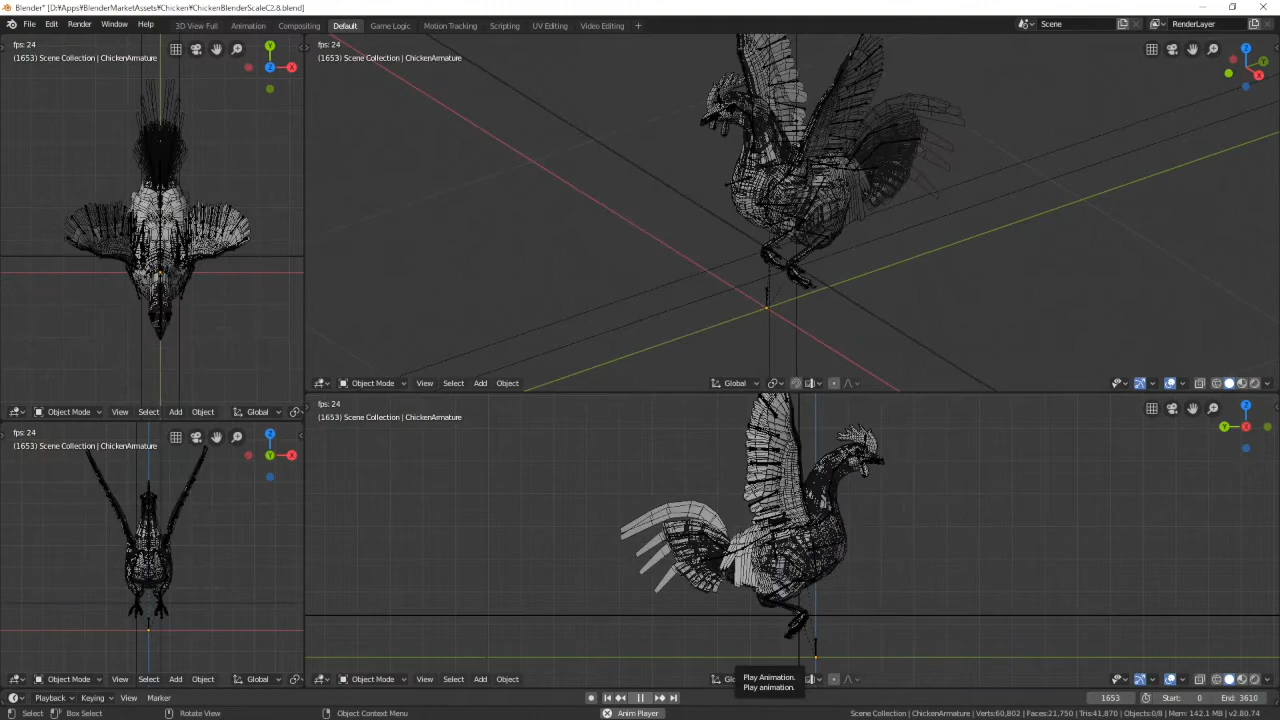 Blender* [D:¥Apps¥BlenderMarketAssets¥Chicken¥ChickenBlenderScaleC2.8.blend]
File Edit Render Window Help 3D View Full Animation Compositing Default Game Logic Motion Tracking Scripting UV Editing Video Editing + Scene RenderLayer
fps: 24
(1653) Scene Collection | ChickenArmature
Y
Z
X
Object Mode View Select Add Object Global
fps: 24
(1653) Scene Collection | ChickenArmature
Z
Y
X
Object Mode View Select Add Object Global
fps: 24
(1653) Scene Collection | ChickenArmature
Z
Y
X
Object Mode View Select Add Object Global
fps: 24
(1653) Scene Collection | ChickenArmature
Z
Y
X
Object Mode View Select Add Object Glo
Play Animation.
Play animation.
Playback Keying View Marker 1653 Start: 0 End: 3610
Select Box Select Rotate View Object Context Menu Anim Player Scene Collection | ChickenArmature | Verts:60,802 | Faces:21,750 | Tris:41,870 | Objects:0/8 | Mem: 142.1 MB | v2.80.74